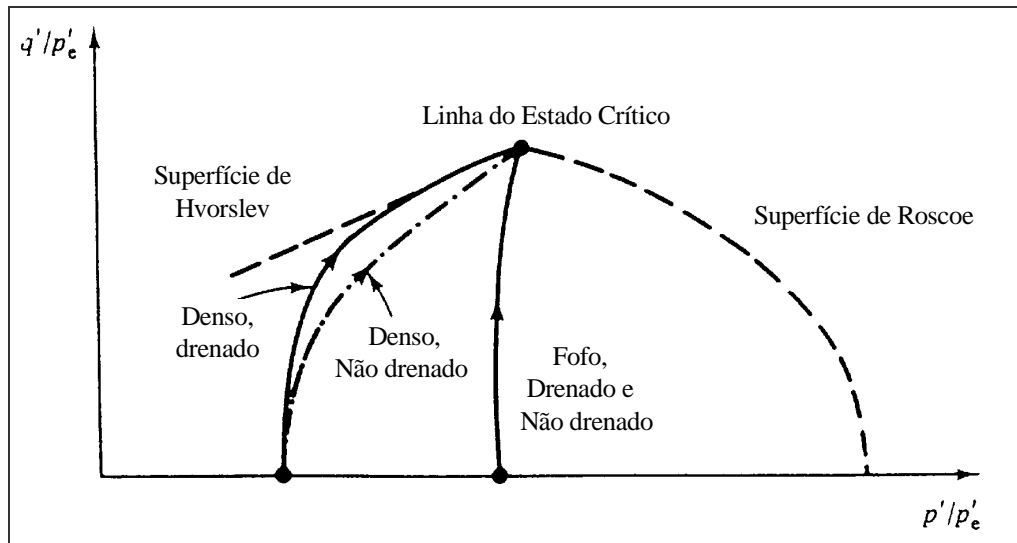 q'/p'e
Linha do Estado Crítico
Superfície de
Hvorslev
Superfície de Roscoe
Denso,
drenado
Denso,
Não drenado
Fofo,
Drenado e
Não drenado
p'/p'e